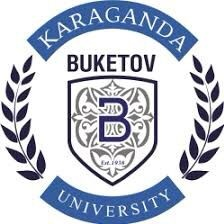 KARAGANDA
BUKETOV
B
Est. 1938
UNIVERSITY